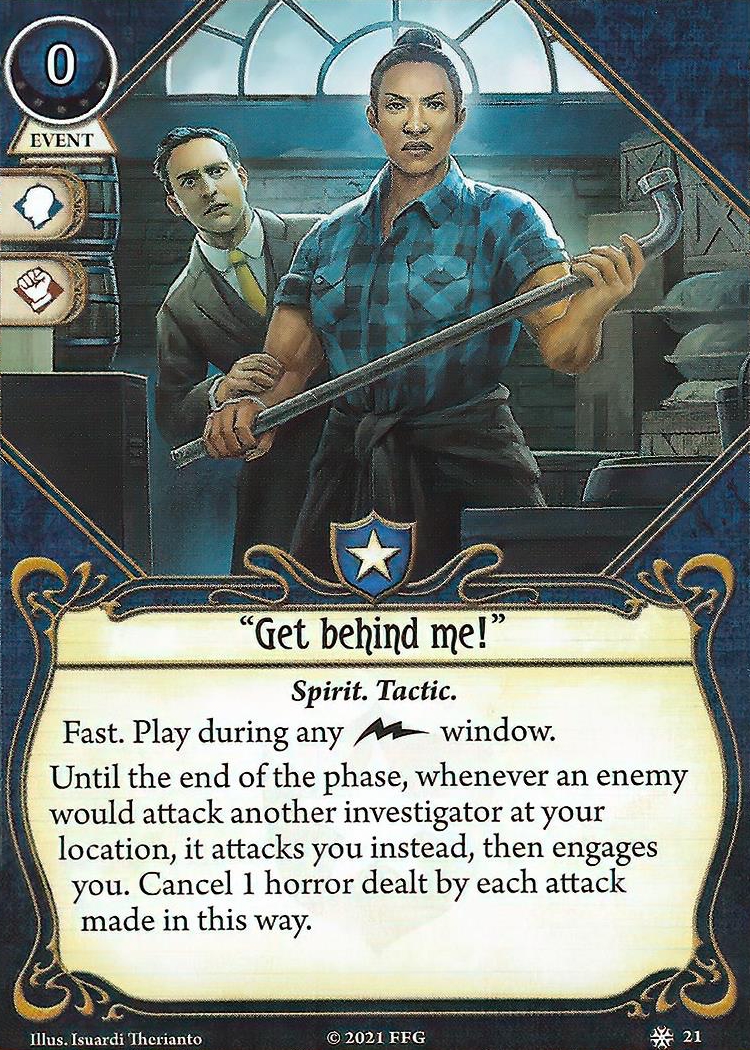 0
EVENT
“Get behind me!”
Spirit. Tactic.
Fast. Play during any window.
Until the end of the phase, whenever an enemy
would attack another investigator at your
location, it attacks you instead, then engages
you. Cancel 1 horror dealt by each attack
made in this way.
Illus. Isuardi Therianto © 2021 FFG 21